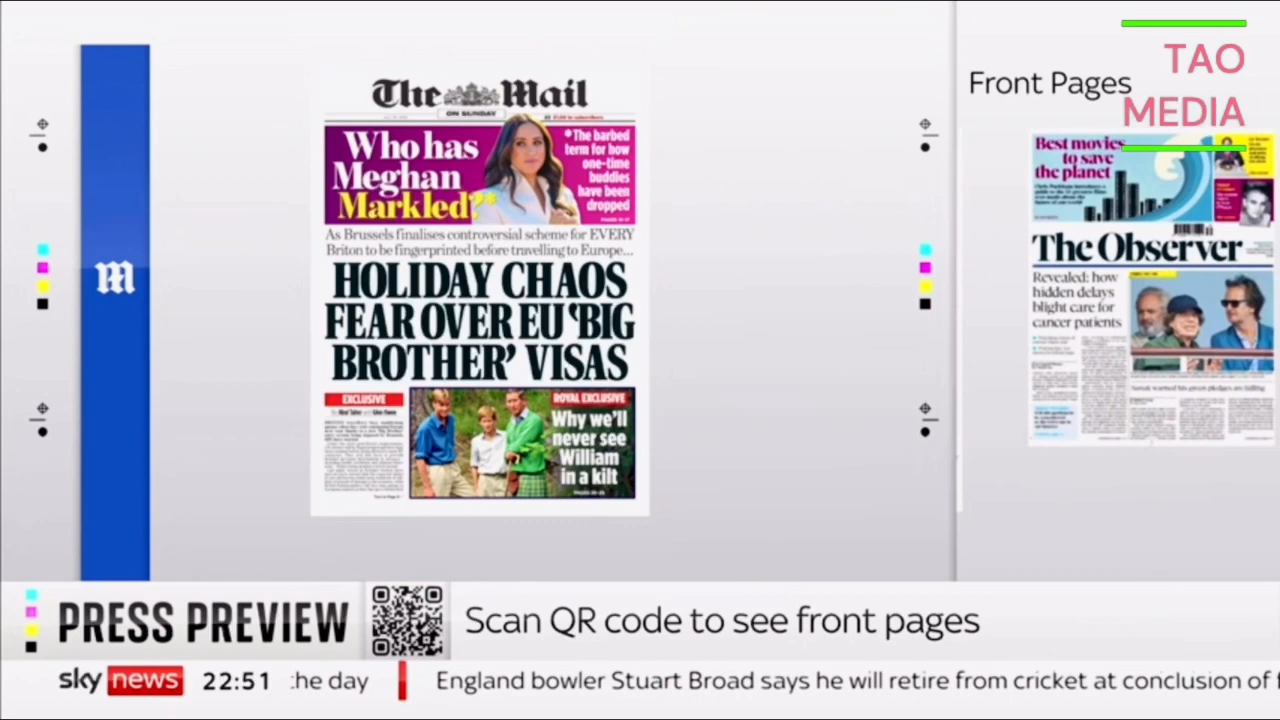 TAO
MEDIA
Front Pages
The Mail
ON SUNDAY
Who has
Meghan
Markled?*
*The barbed
term for how
one-time
buddies
have been
dropped
As Brussels finalises controversial scheme for EVERY
Briton to be fingerprinted before travelling to Europe...
HOLIDAY CHAOS
FEAR OVER EU ‘BIG
BROTHER’ VISAS
EXCLUSIVE
ROYAL EXCLUSIVE
Why we'll
never see
William
in a kilt
M
Best movies
to save
the planet
The Observer
Revealed: how
hidden delays
blight care for
cancer patients
PRESS PREVIEW
Scan QR code to see front pages
sky news 22:51 :he day
England bowler Stuart Broad says he will retire from cricket at conclusion of f